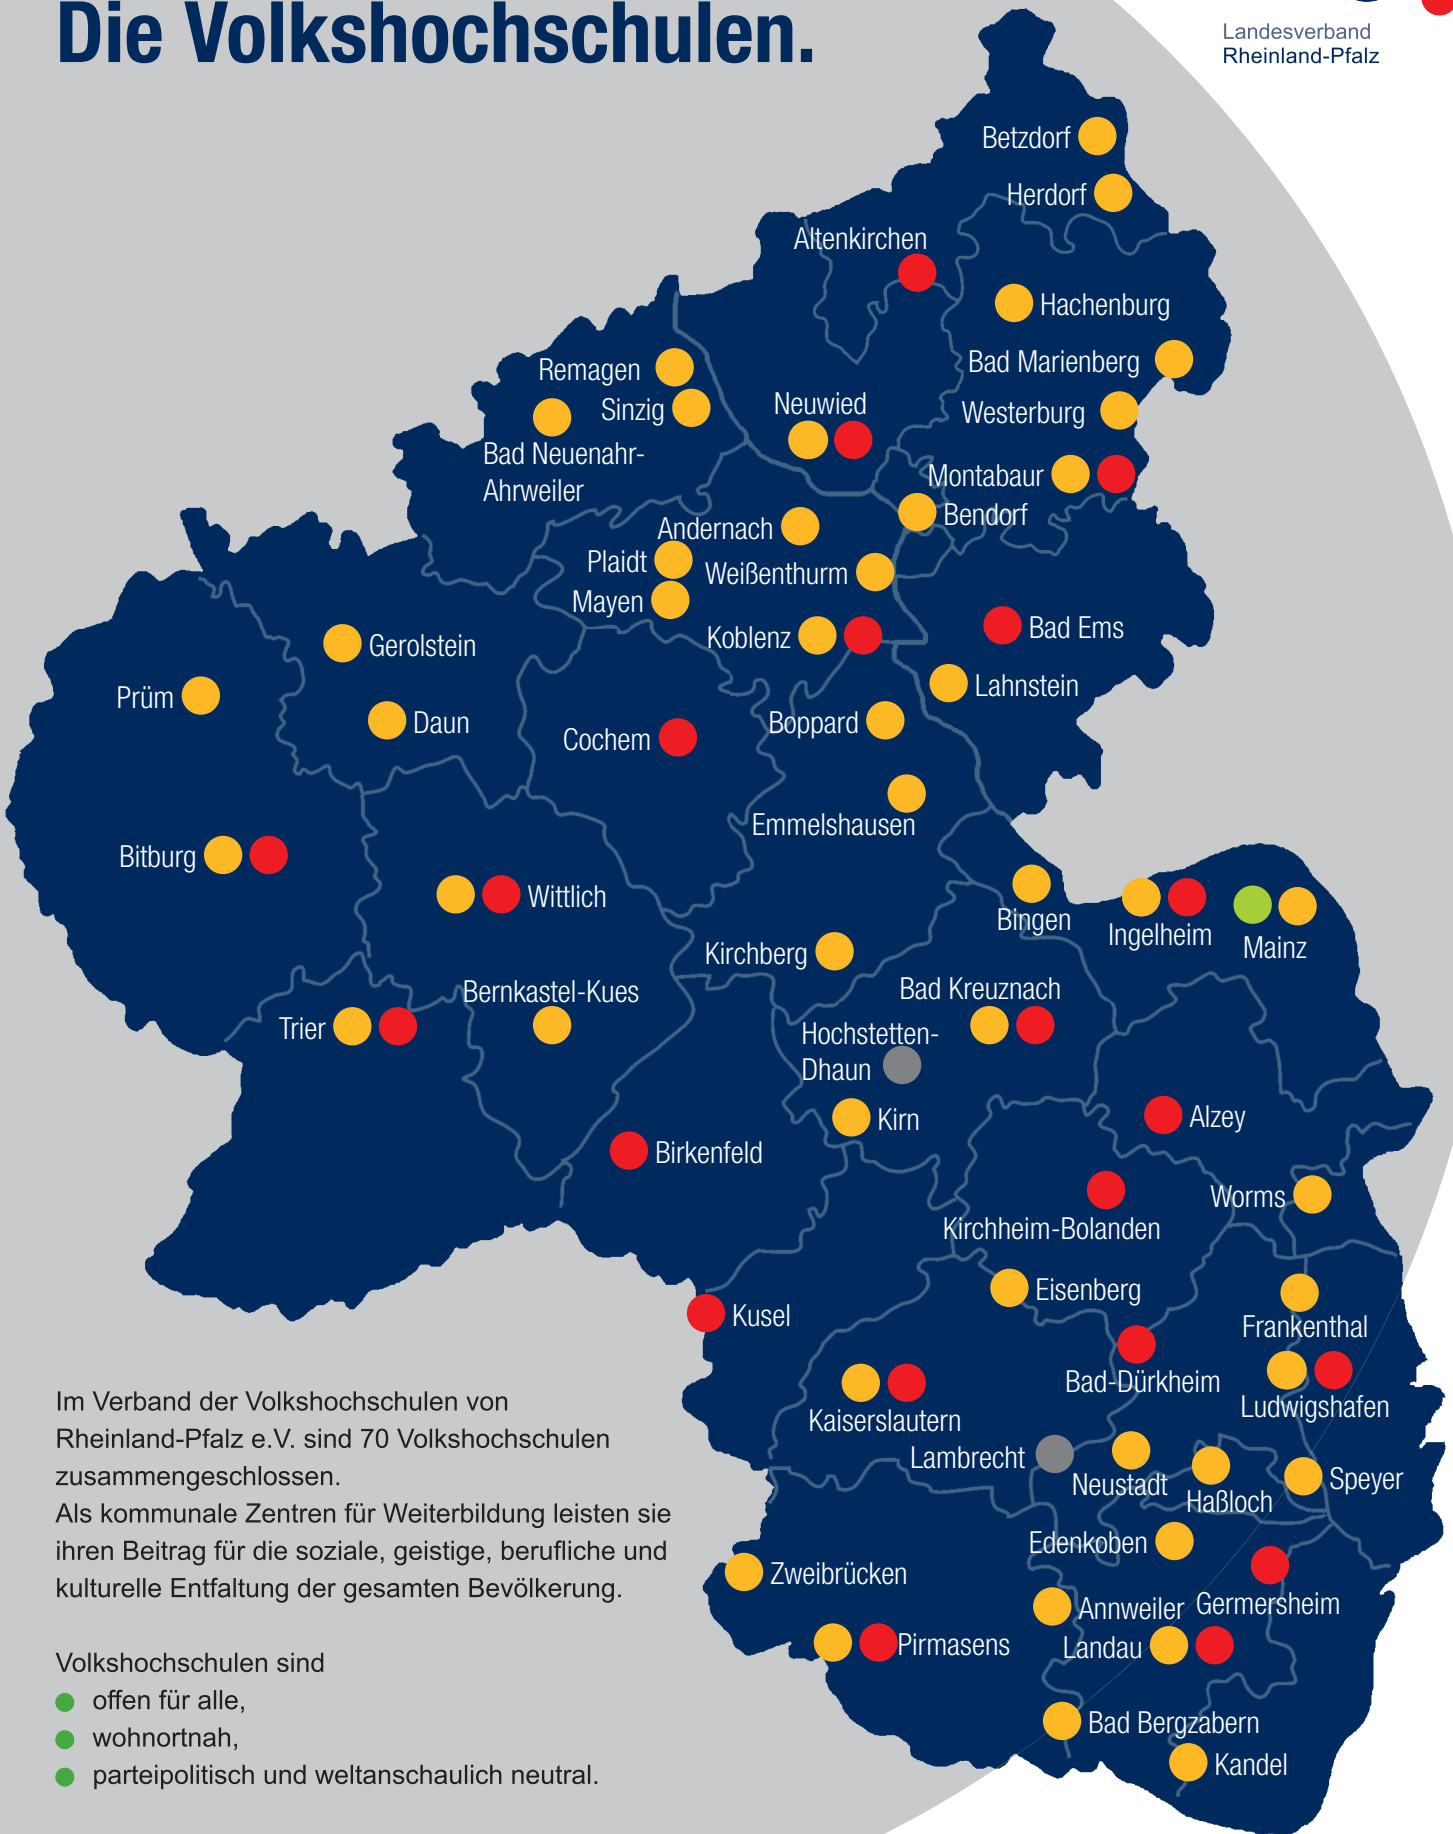 Die Volkshochschulen.
Landesverband
Rheinland-Pfalz
Betzdorf
Herdorf
Altenkirchen
Hachenburg
Bad Marienberg
Remagen
Sinzig
Neuwied
Westerburg
Bad Neuenahr-
Ahrweiler
Montabaur
Bendorf
Andernach
Plaidt
Weißenthurm
Mayen
Koblenz
Bad Ems
Gerolstein
Prüm
Lahnstein
Daun
Cochem
Boppard
Emmelshausen
Bitburg
Wittlich
Bingen
Ingelheim
Mainz
Kirchberg
Bernkastel-Kues
Bad Kreuznach
Trier
Hochstetten-
Dhaun
Kirn
Alzey
Birkenfeld
Worms
Kirchheim-Bolanden
Eisenberg
Kusel
Frankenthal
Bad-Dürkheim
Ludwigshafen
Kaiserslautern
Lambrecht
Neustadt
Haßloch
Speyer
Edenkoben
Zweibrücken
Annweiler
Germersheim
Pirmasens
Landau
Bad Bergzabern
Kandel
Im Verband der Volkshochschulen von
Rheinland-Pfalz e.V. sind 70 Volkshochschulen
zusammengeschlossen.
Als kommunale Zentren für Weiterbildung leisten sie
ihren Beitrag für die soziale, geistige, berufliche und
kulturelle Entfaltung der gesamten Bevölkerung.
Volkshochschulen sind
offen für alle,
wohnortnah,
parteipolitisch und weltanschaulich neutral.